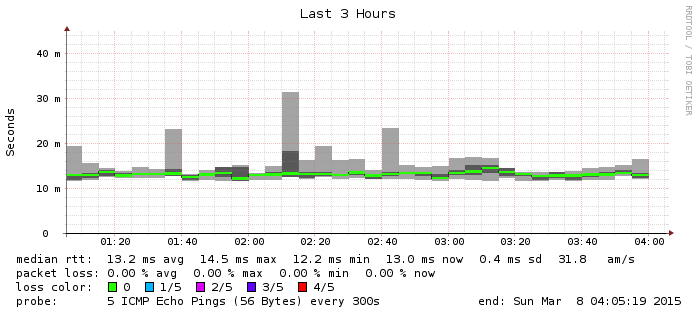 Last 3 Hours
RRDTOOL / TOBI OETIKER
Seconds
40 m
30 m
20 m
10 m
0
01:20 01:40 02:00 02:20 02:40 03:00 03:20 03:40 04:00
median rtt: 13.2 ms avg 14.5 ms max 12.2 ms min 13.0 ms now 0.4 ms sd 31.8 am/s
packet loss: 0.00 % avg 0.00 % max 0.00 % min 0.00 % now
loss color: 0 1/5 2/5 3/5 4/5
probe: 5 ICMP Echo Pings (56 Bytes) every 300s end: Sun Mar 8 04:05:19 2015